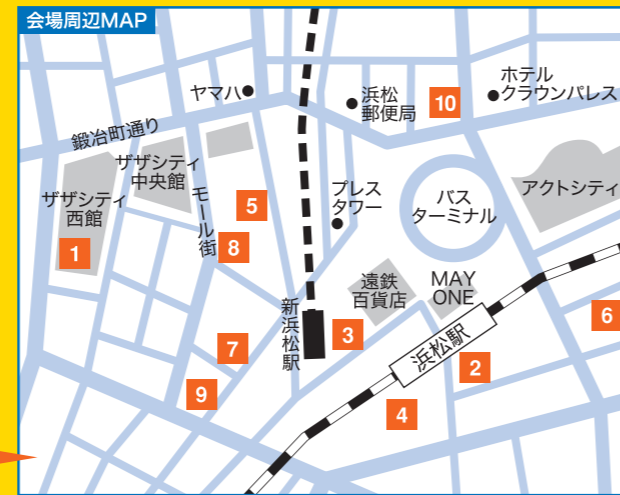 会場周辺MAP
ヤマハ
浜松
郵便局
10
ホテル
クラウンパレス
鍛冶町通り
ザザシティ
中央館
ザザシティ
西館
1
モール街
5
8
プレス
タワー
バス
ターミナル
アクトシティ
遠鉄
百貨店
MAY
ONE
新浜松駅
3
浜松駅
2
6
7
9
4